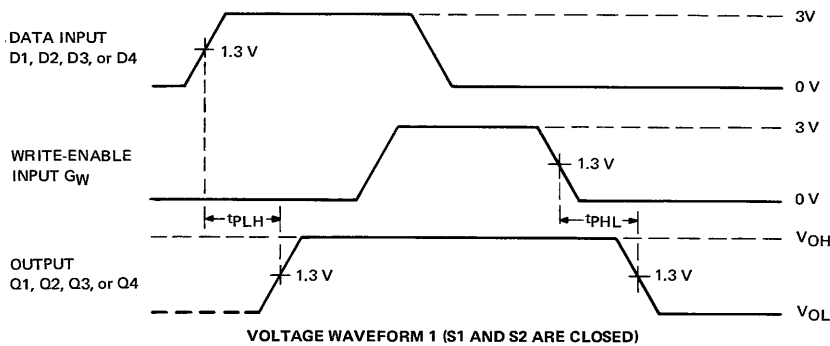 DATA INPUT
D1, D2, D3, or D4
1.3 V
3V
0 V
WRITE-ENABLE
INPUT GW
1.3 V
3 V
0 V
tPLH
tPHL
OUTPUT
Q1, Q2, Q3, or Q4
1.3 V
1.3 V
VOH
VOL
VOLTAGE WAVEFORM 1 (S1 AND S2 ARE CLOSED)